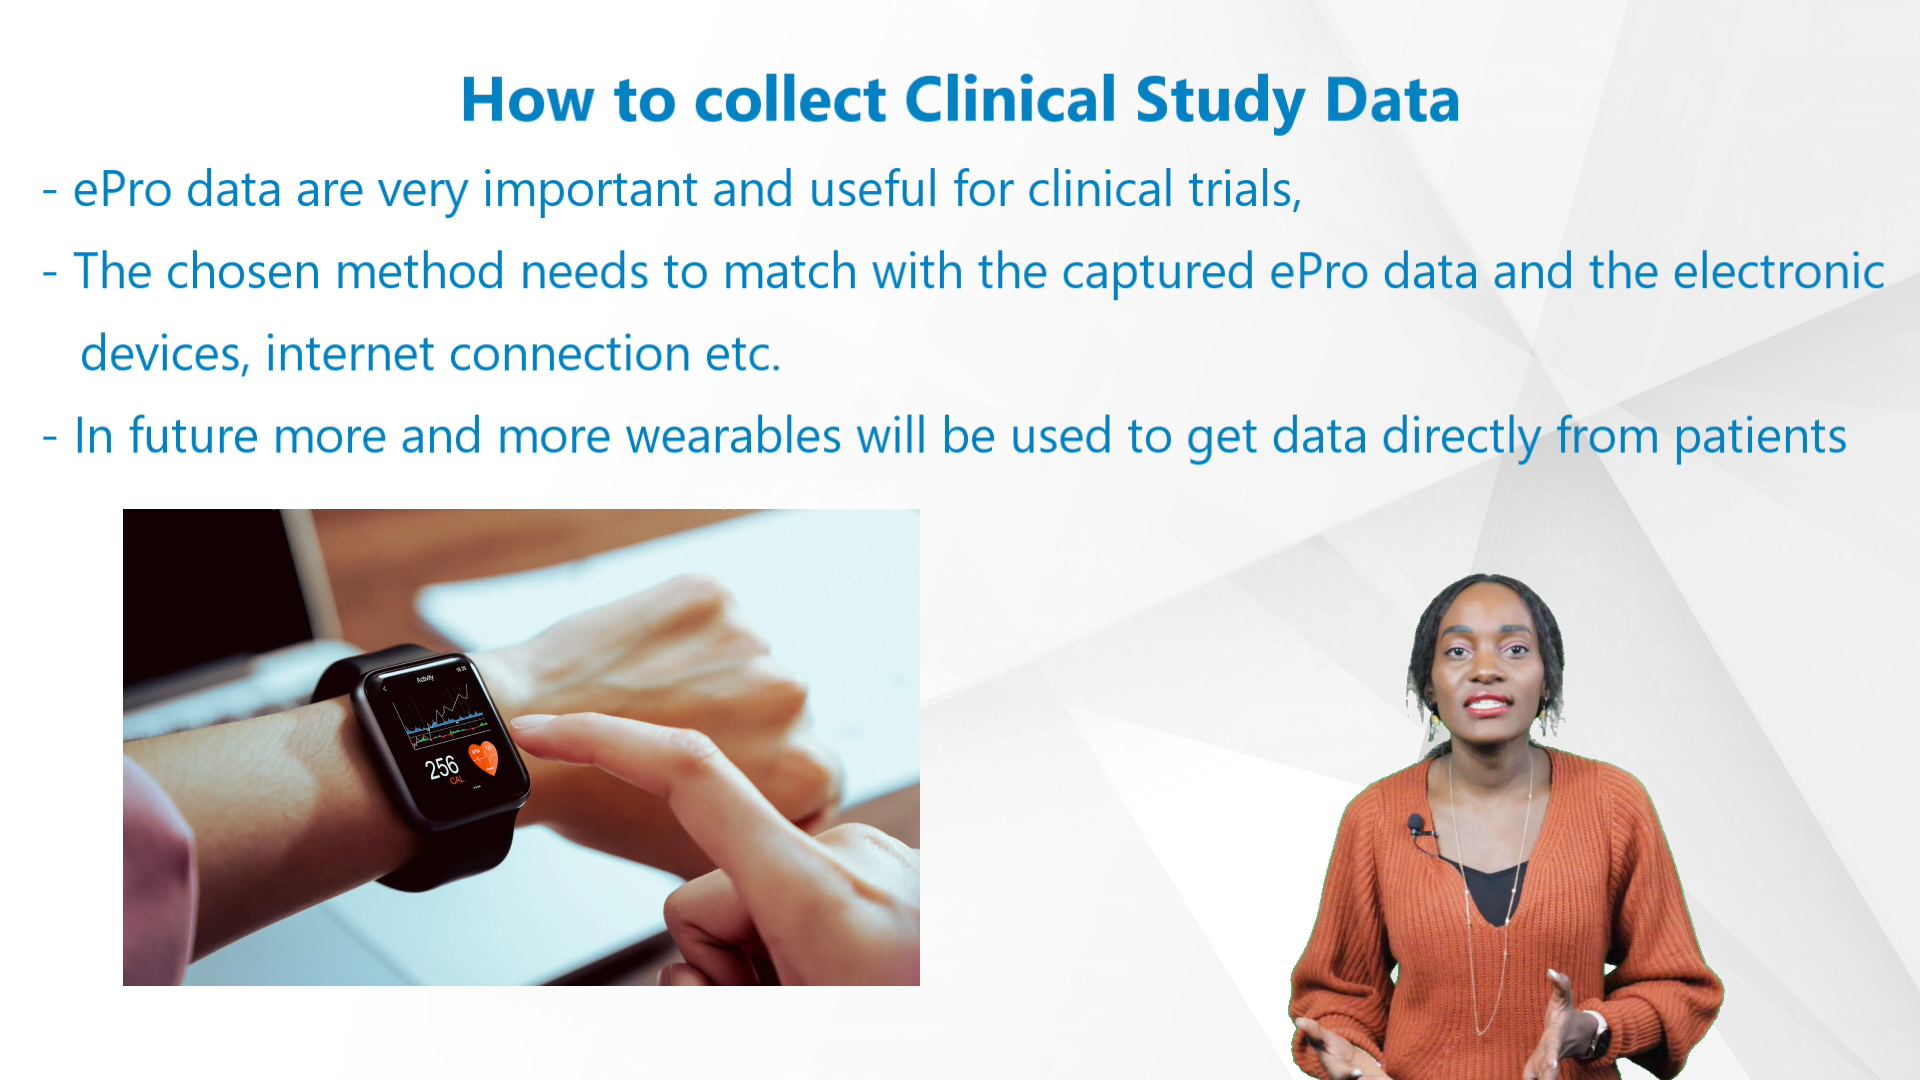 How to collect Clinical Study Data
- ePro data are very important and useful for clinical trials,
- The chosen method needs to match with the captured ePro data and the electronic
devices, internet connection etc.
- In future more and more wearables will be used to get data directly from patients
Activity
256
CAL